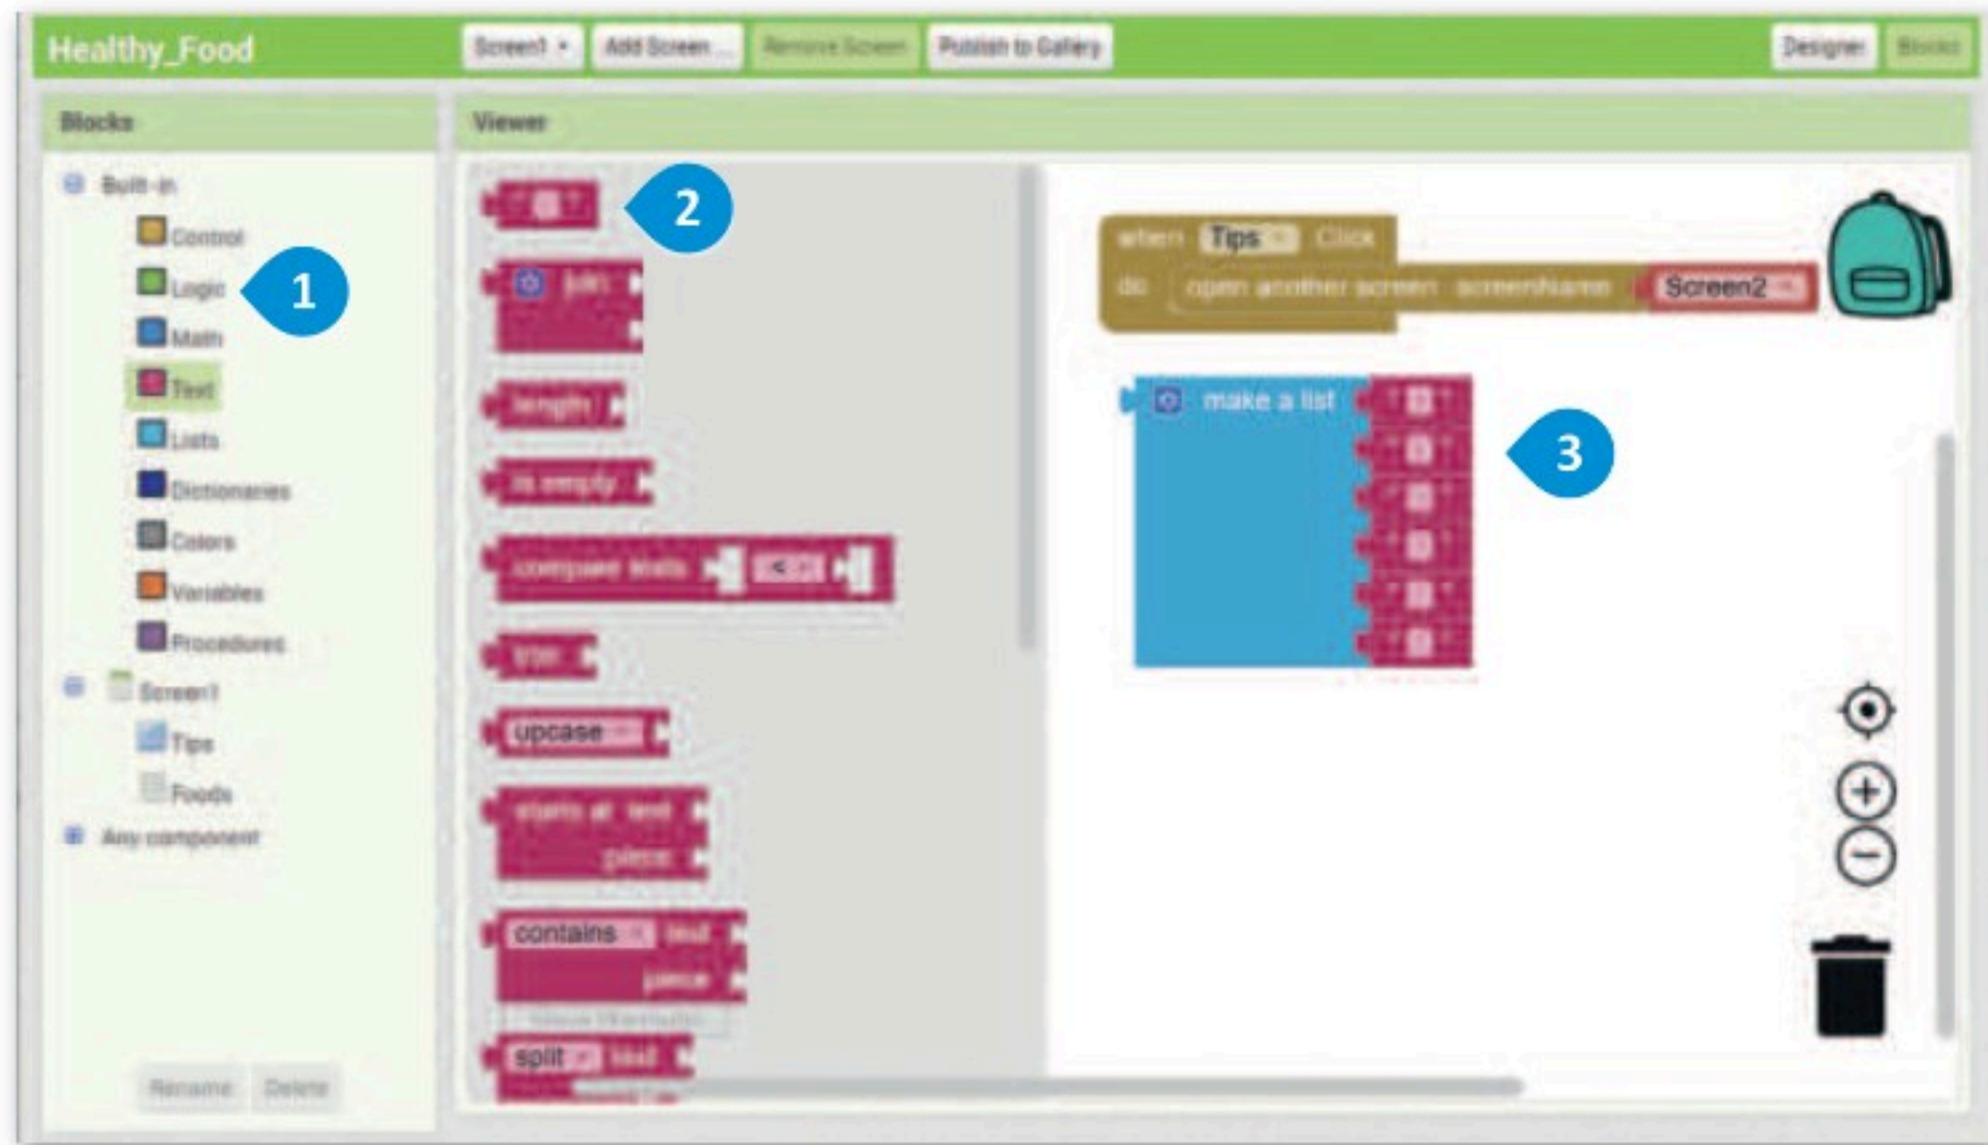 Healthy_Food
Screen1
Add Screen ...
Remove Screen
Publish to Gallery
Designer
Blocks
Blocks
Viewer
Built-in
Control
Logic
1
Math
Text
Lists
Dictionaries
Colors
Variables
Procedures
Screen1
Tips
Foods
Any component
Rename
Delete
" "
2
join
length
is empty
compare texts <
trim
upcase
starts at text
piece
contains text
piece
split text
when Tips Click
do open another screen screenName Screen2
make a list " "
" "
3
" "
" "
" "
" "